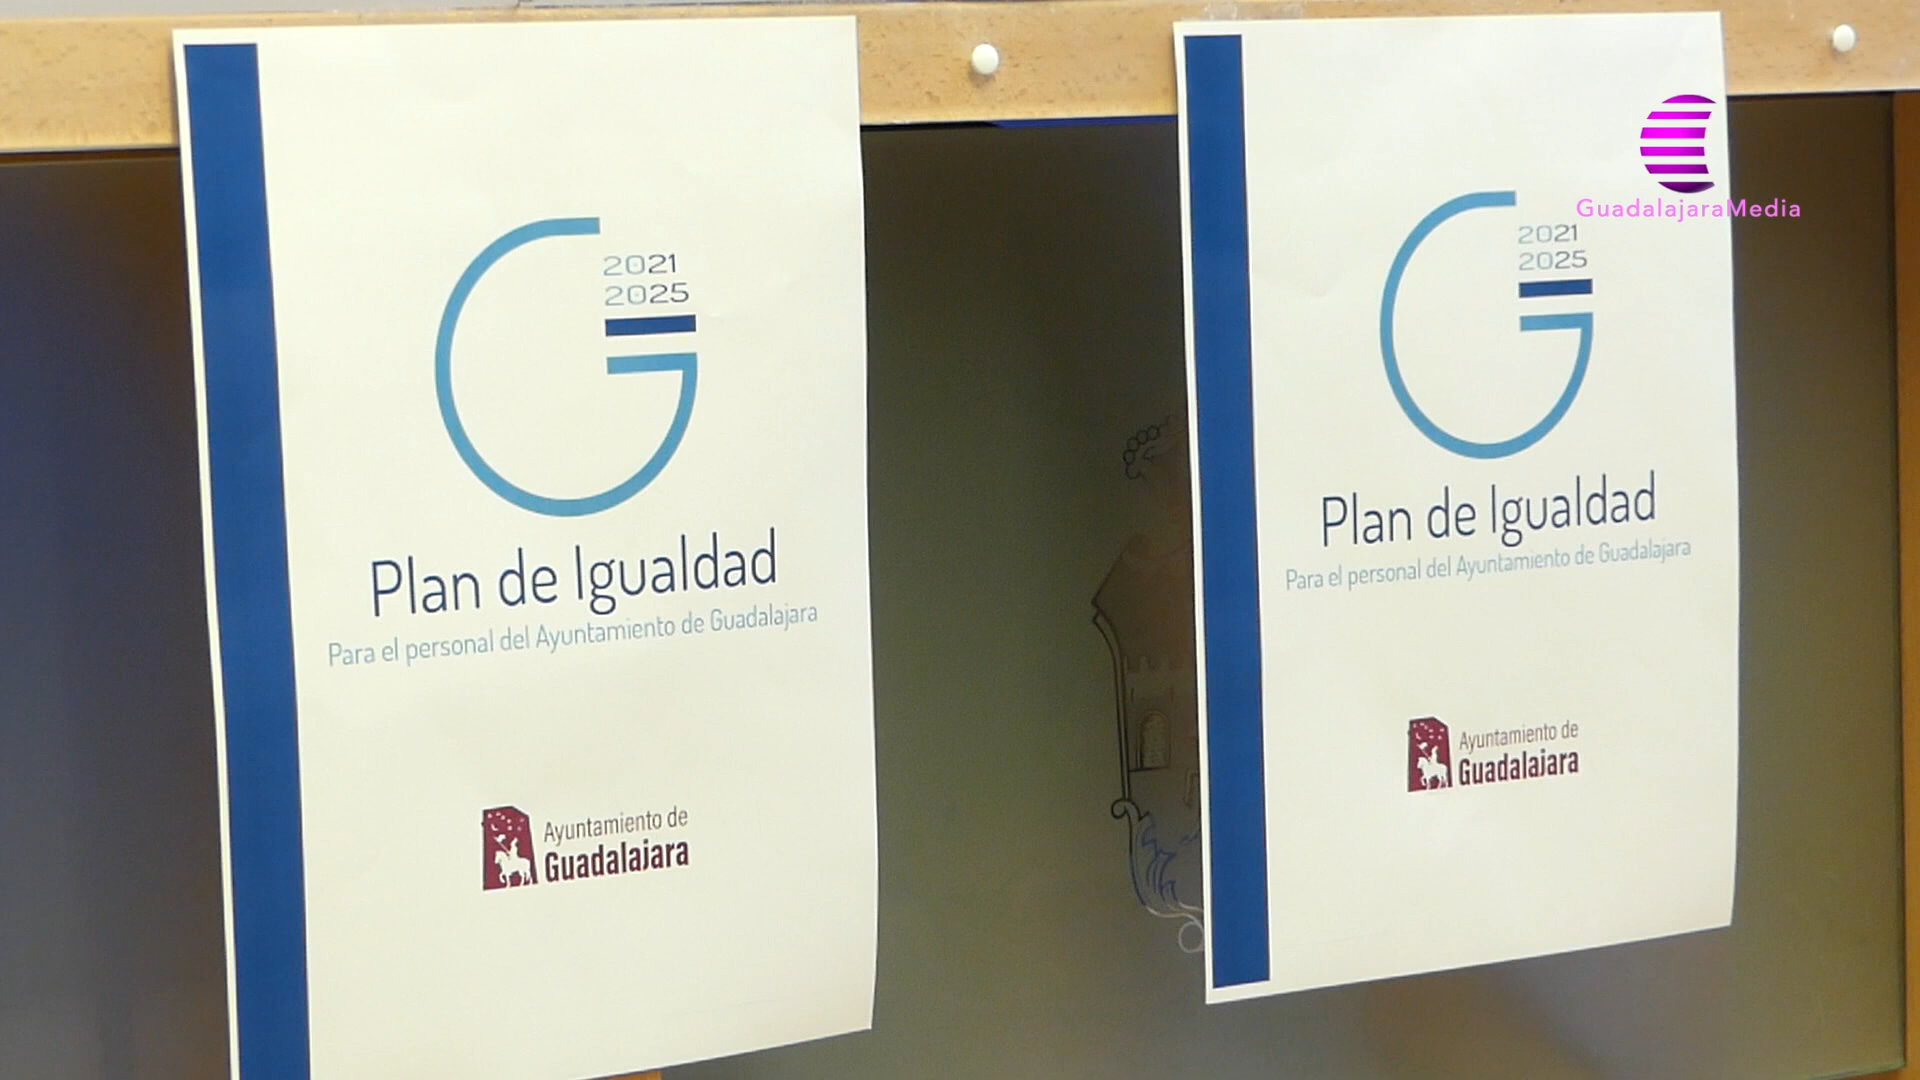 2021
2025
Plan de Igualdad
Para el personal del Ayuntamiento de Guadalajara
Ayuntamiento de
Guadalajara
GuadalajaraMedia
2021
2025
Plan de Igualdad
Para el personal del Ayuntamiento de Guadalajara
Ayuntamiento de
Guadalajara